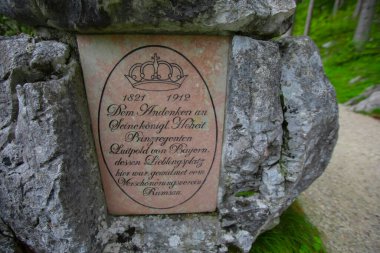 1821 1912
Dem Andenken an
Seine königl. Hoheit
Prinzregenten
Luitpold von Bayern,
dessen Lieblingsplatz
hier war, gewidmet vom
Verschönerungsverein
Ramsau.